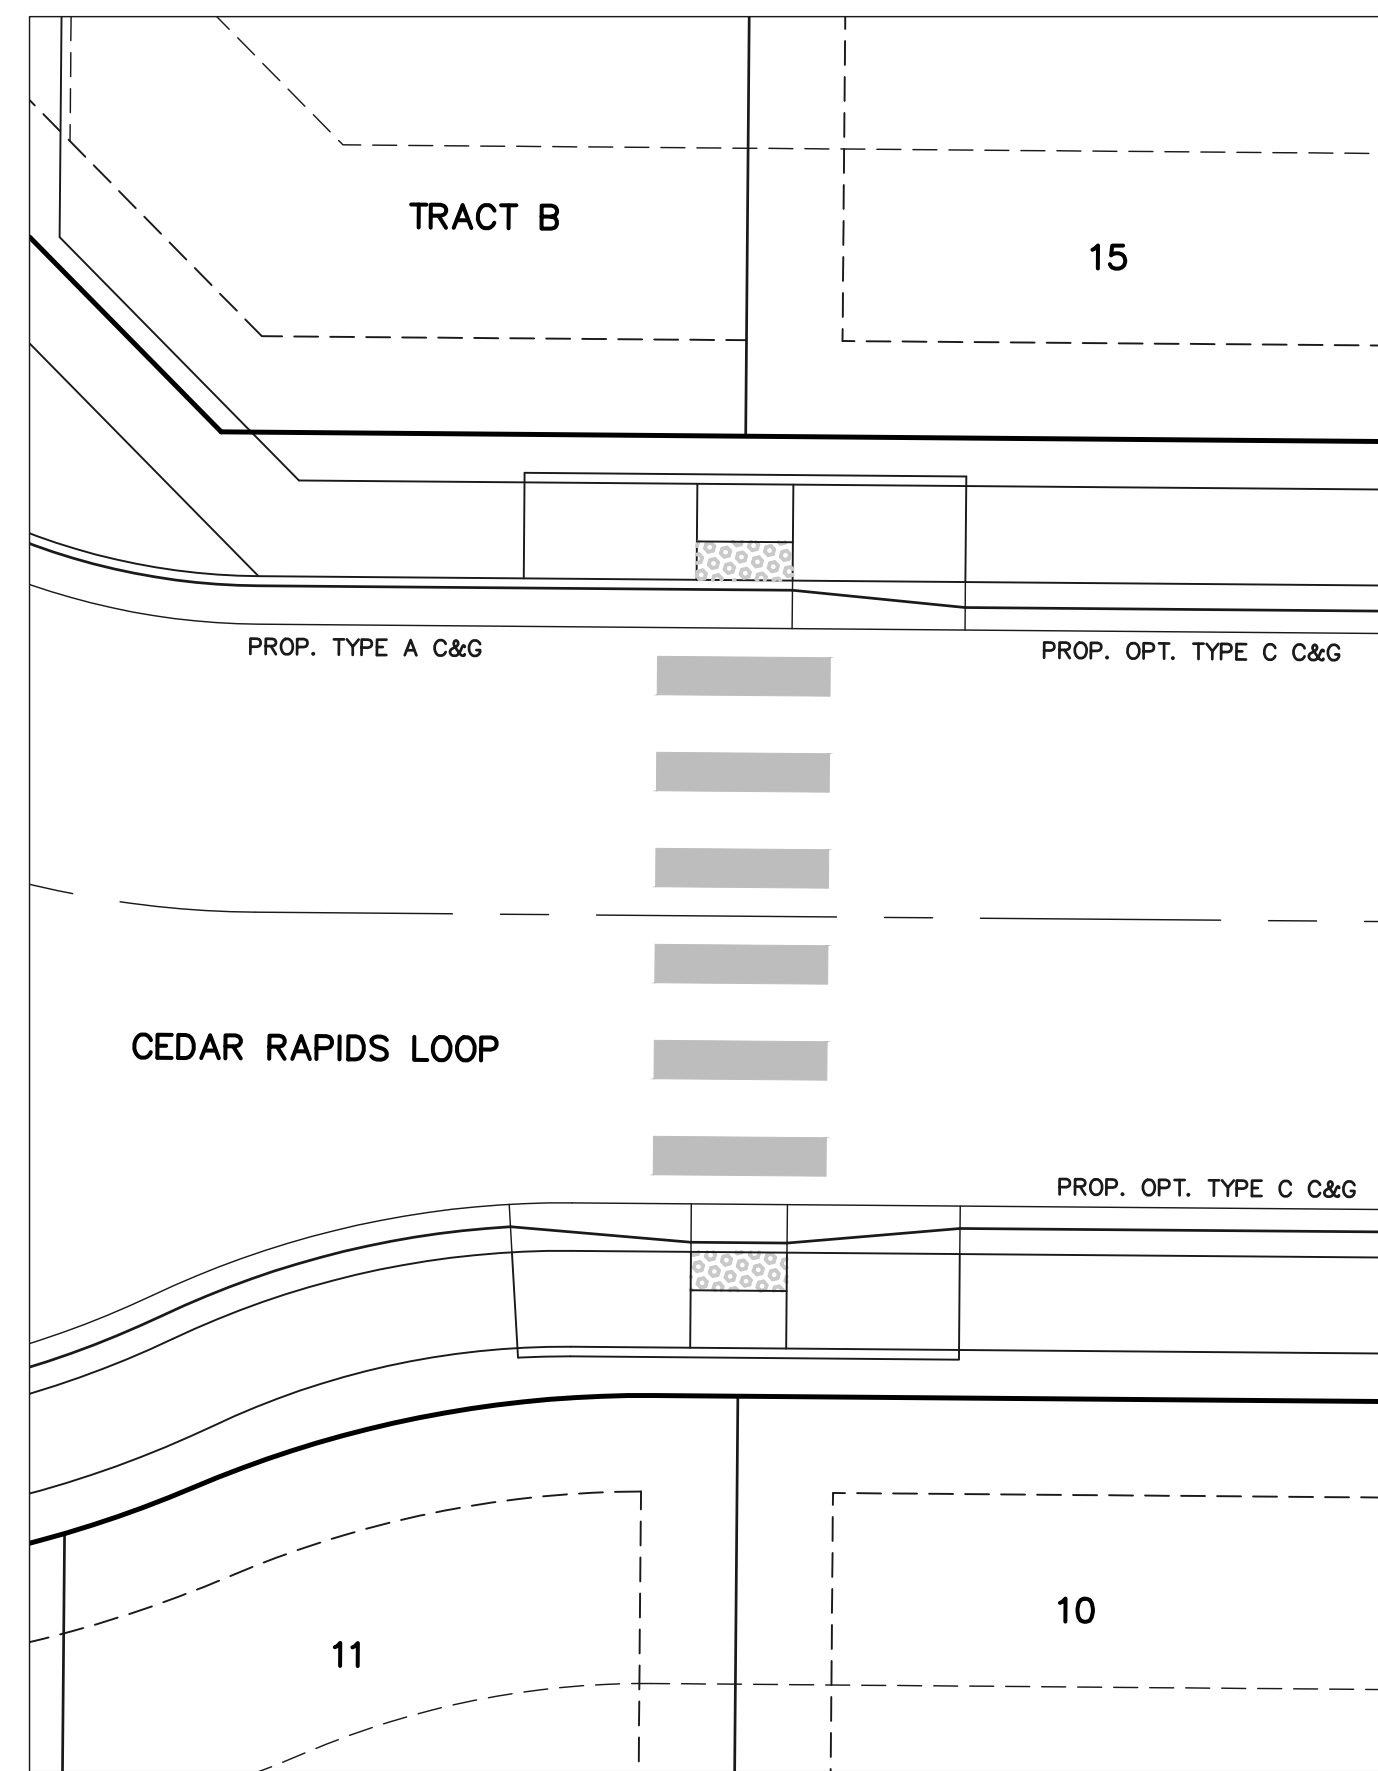 TRACT B
15
PROP. TYPE A C&G
PROP. OPT. TYPE C C&G
CEDAR RAPIDS LOOP
PROP. OPT. TYPE C C&G
10
11